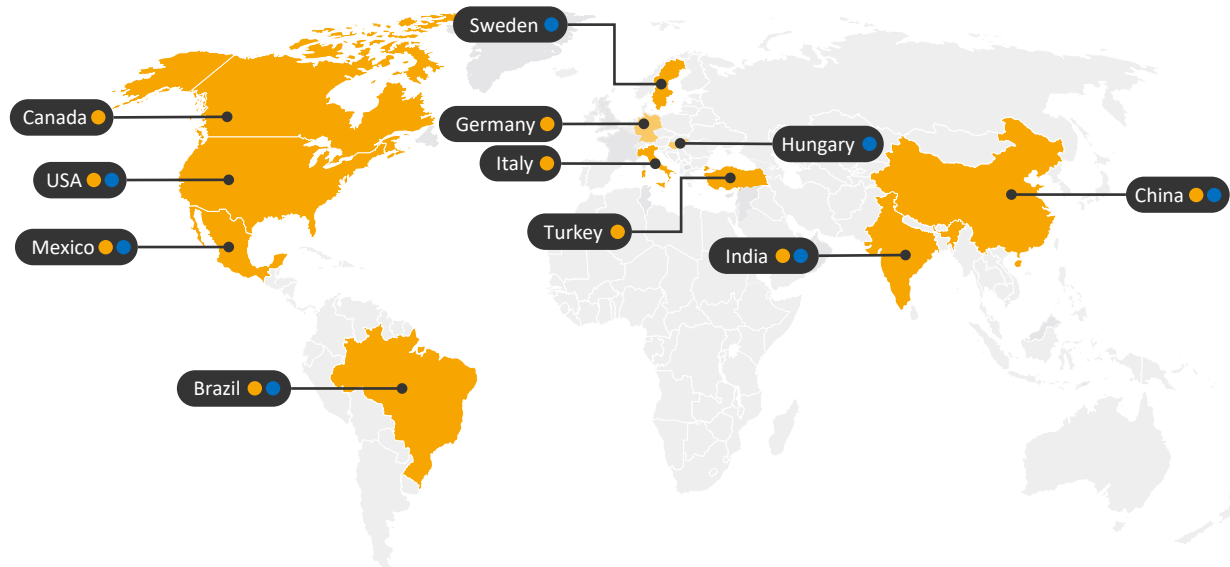 Sweden
Canada
Germany
Hungary
Italy
USA
China
Turkey
Mexico
India
Brazil